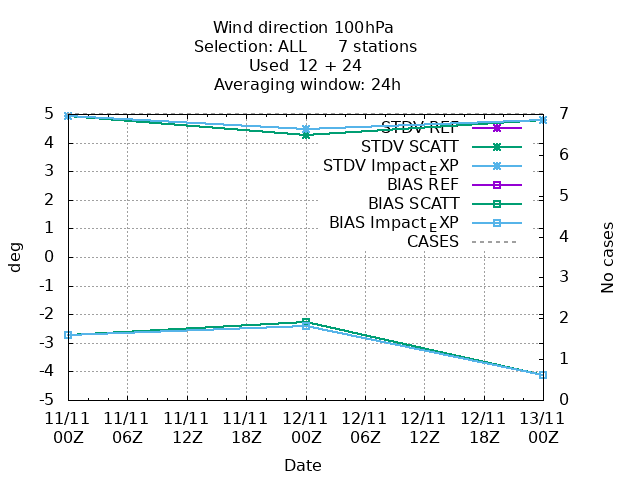 Wind direction 100hPa
Selection: ALL 7 stations
Used 12 + 24
Averaging window: 24h
5
4
3
2
1
0
-1
-2
-3
-4
-5
deg
7
6
5
4
3
2
1
0
No cases
STDV REF
STDV SCATT
STDV Impact_EXP
BIAS REF
BIAS SCATT
BIAS Impact_EXP
CASES
11/11 11/11 11/11 11/11 12/11 12/11 12/11 12/11 13/11
00Z 06Z 12Z 18Z 00Z 06Z 12Z 18Z 00Z
Date